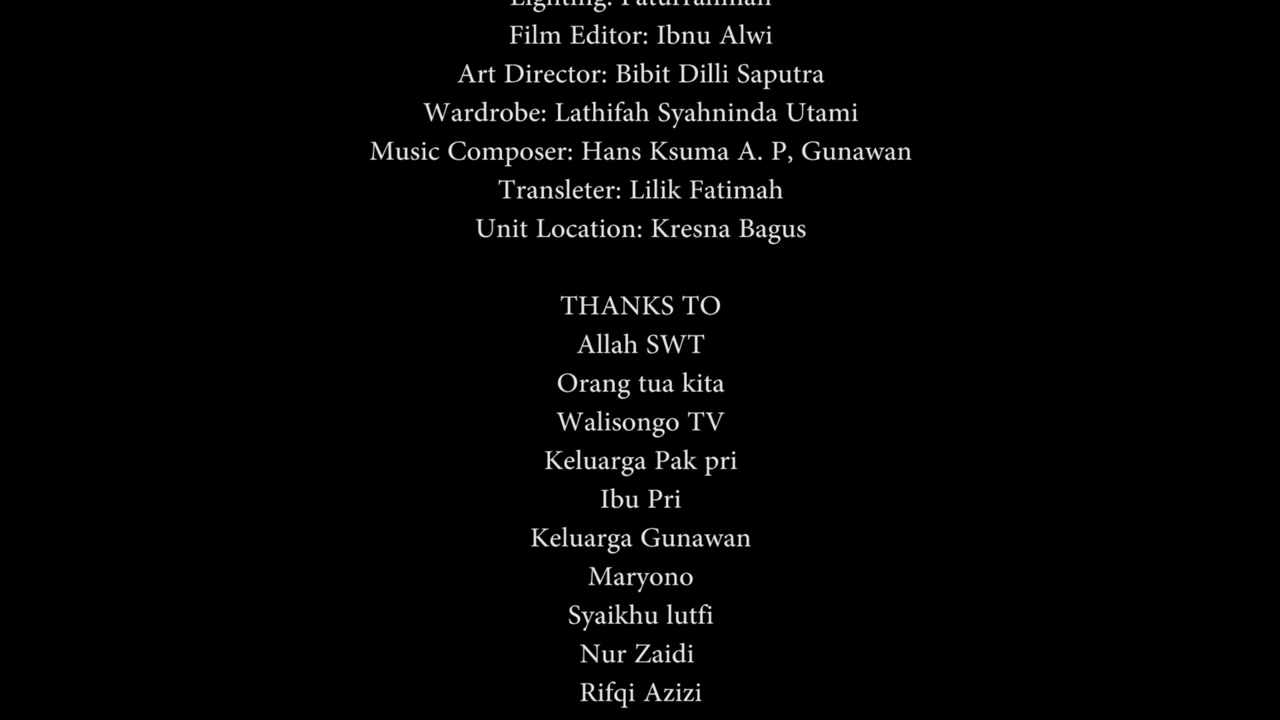 Lighting: Faturrahman
Film Editor: Ibnu Alwi
Art Director: Bibit Dilli Saputra
Wardrobe: Lathifah Syahninda Utami
Music Composer: Hans Ksuma A. P, Gunawan
Transleter: Lilik Fatimah
Unit Location: Kresna Bagus
THANKS TO
Allah SWT
Orang tua kita
Walisongo TV
Keluarga Pak pri
Ibu Pri
Keluarga Gunawan
Maryono
Syaikhu lutfi
Nur Zaidi
Rifqi Azizi